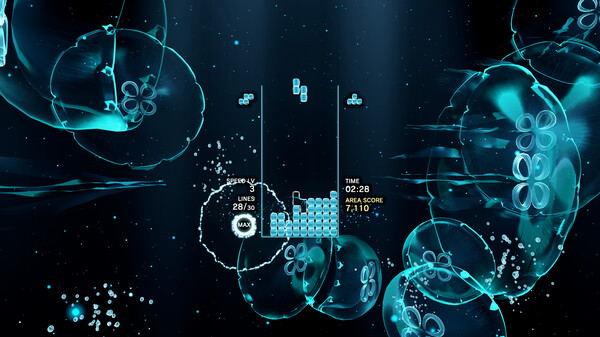 SPEED LV
3
LINES
28/30
MAX
TIME
02:28
AREA SCORE
7,110